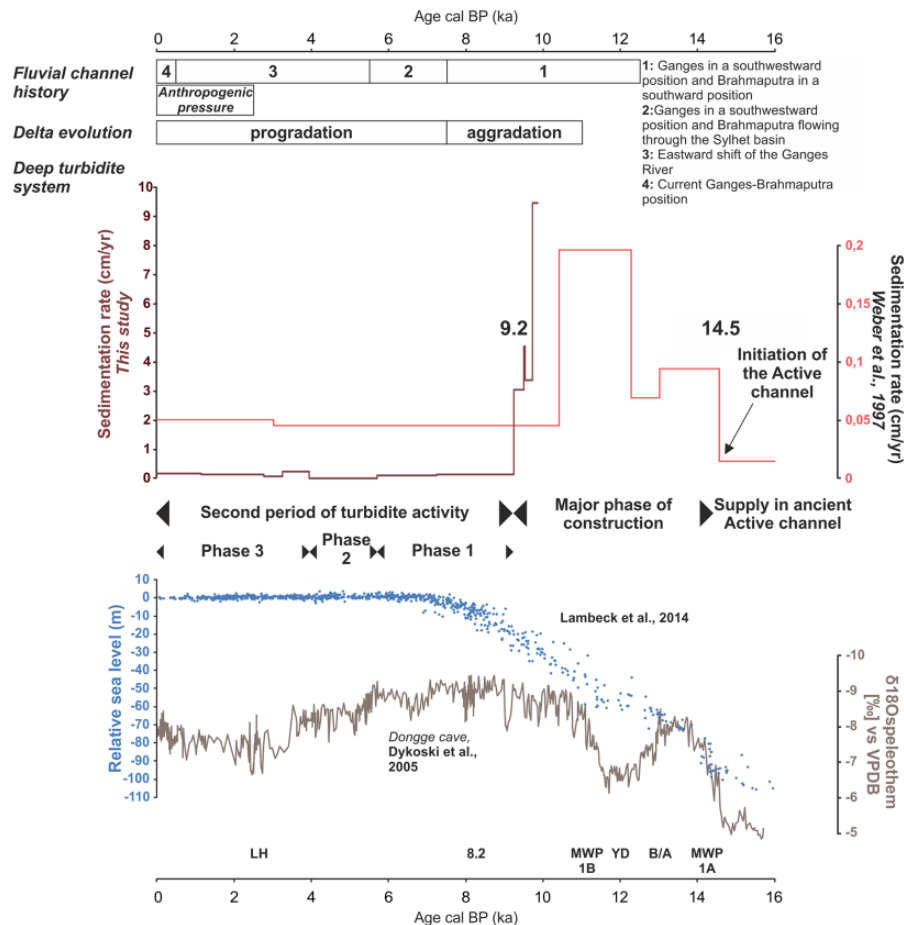 Age cal BP (ka)
0 2 4 6 8 10 12 14 16
Fluvial channel
history
4 3 2 1
Anthropogenic
pressure
1: Ganges in a southwestward
position and Brahmaputra in a
southward position
2:Ganges in a southwestward
position and Brahmaputra flowing
through the Sylhet basin
3: Eastward shift of the Ganges
River
4: Current Ganges-Brahmaputra
position
Delta evolution
progradation aggradation
Deep turbidite
system
10
9
8
7
6
5
4
3
2
1
0
Sedimentation rate (cm/yr)
This study
9.2
14.5
Initiation of
the Active
channel
0,2
0,15
0,1
0,05
0
Sedimentation rate (cm/yr)
Weber et al., 1997
Second period of turbidite activity
Major phase of
construction
Supply in ancient
Active channel
Phase 3
Phase
2
Phase 1
10
0
-10
-20
-30
-40
-50
-60
-70
-80
-90
-100
-110
Relative sea level (m)
Lambeck et al., 2014
Dongge cave,
Dykoski et al.,
2005
-10
-9
-8
-7
-6
-5
δ18Ospeleothem
[‰] vs VPDB
LH 8.2 MWP YD B/A MWP
1B 1A
0 2 4 6 8 10 12 14 16
Age cal BP (ka)